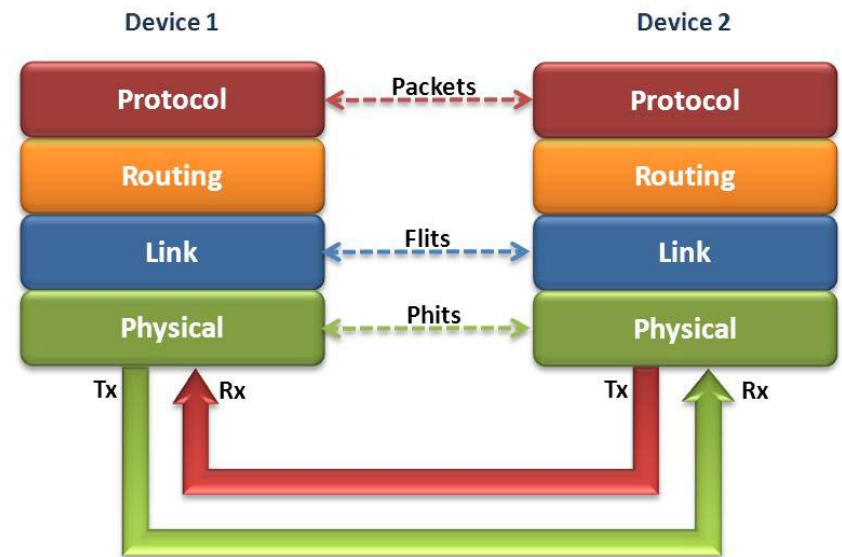 Device 1
Device 2
Protocol
Packets
Protocol
Routing
Routing
Link
Flits
Link
Physical
Phits
Physical
Tx
Rx
Tx
Rx